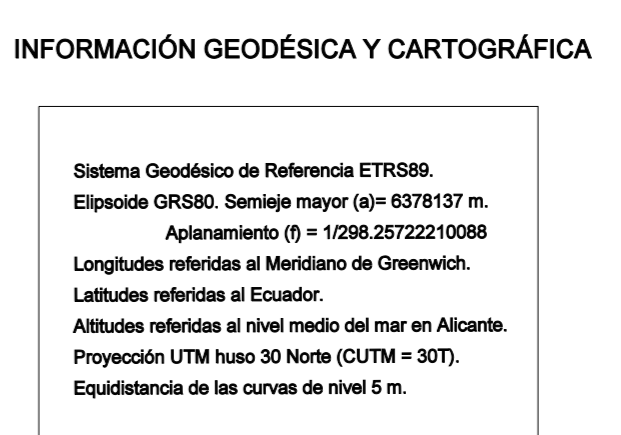 INFORMACIÓN GEODÉSICA Y CARTOGRÁFICA
Sistema Geodésico de Referencia ETRS89.
Elipsoide GRS80. Semieje mayor (a)= 6378137 m.
Aplanamiento (f) = 1/298.25722210088
Longitudes referidas al Meridiano de Greenwich.
Latitudes referidas al Ecuador.
Altitudes referidas al nivel medio del mar en Alicante.
Proyección UTM huso 30 Norte (CUTM = 30T).
Equidistancia de las curvas de nivel 5 m.